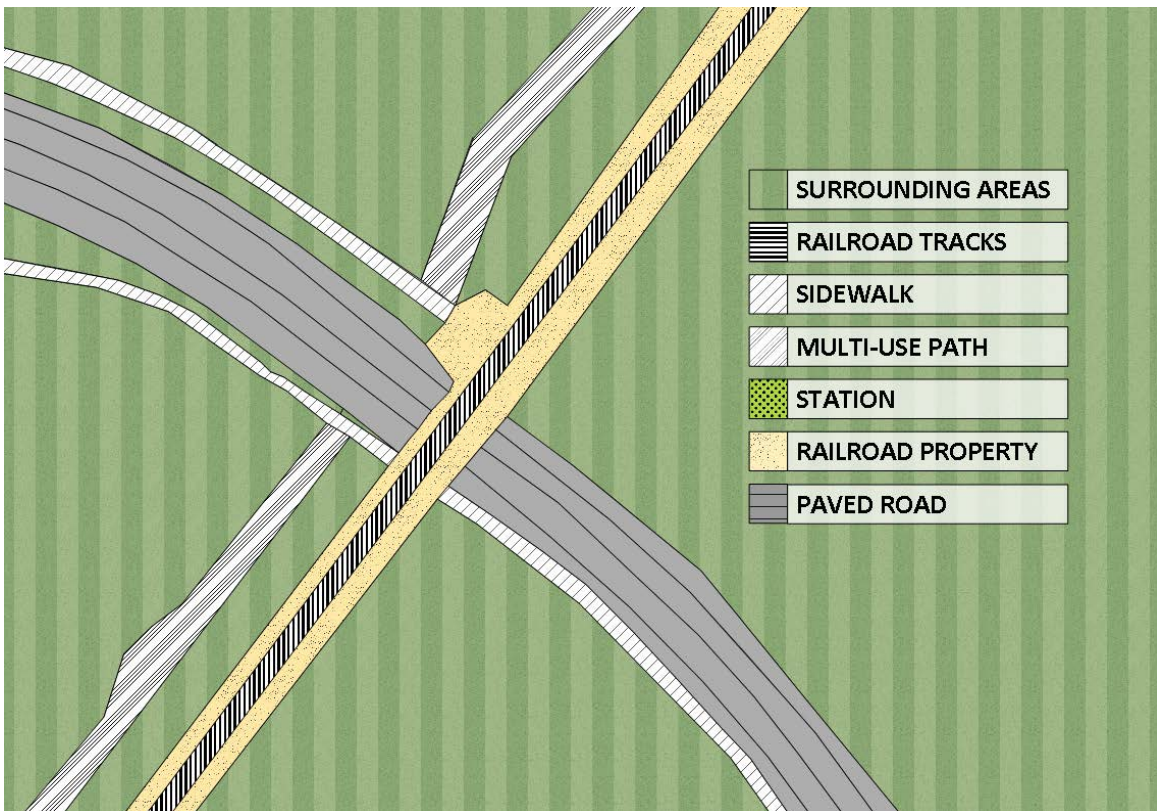 SURROUNDING AREAS
RAILROAD TRACKS
SIDEWALK
MULTI-USE PATH
STATION
RAILROAD PROPERTY
PAVED ROAD